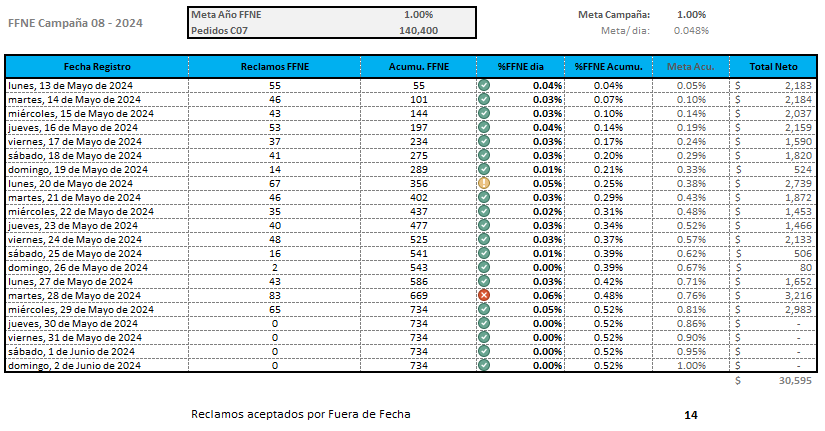 FFNE Campaña 08 - 2024
Meta Año FFNE 1.00% Meta Campaña: 1.00%
Pedidos C07 140,400 Meta/ dia: 0.048%
Fecha Registro Reclamos FFNE Acumu. FFNE %FFNE dia %FFNE Acumu. Meta Acu. Total Neto
lunes, 13 de Mayo de 2024 55 55 0.04% 0.04% 0.05% $ 2,183
martes, 14 de Mayo de 2024 46 101 0.03% 0.07% 0.10% $ 2,184
miércoles, 15 de Mayo de 2024 43 144 0.03% 0.10% 0.14% $ 2,037
jueves, 16 de Mayo de 2024 53 197 0.04% 0.14% 0.19% $ 2,159
viernes, 17 de Mayo de 2024 37 234 0.03% 0.17% 0.24% $ 1,590
sábado, 18 de Mayo de 2024 41 275 0.03% 0.20% 0.29% $ 1,820
domingo, 19 de Mayo de 2024 14 289 0.01% 0.21% 0.33% $ 524
lunes, 20 de Mayo de 2024 67 356 0.05% 0.25% 0.38% $ 2,739
martes, 21 de Mayo de 2024 46 402 0.03% 0.29% 0.43% $ 1,872
miércoles, 22 de Mayo de 2024 35 437 0.02% 0.31% 0.48% $ 1,453
jueves, 23 de Mayo de 2024 40 477 0.03% 0.34% 0.52% $ 1,466
viernes, 24 de Mayo de 2024 48 525 0.03% 0.37% 0.57% $ 2,133
sábado, 25 de Mayo de 2024 16 541 0.01% 0.39% 0.62% $ 506
domingo, 26 de Mayo de 2024 2 543 0.00% 0.39% 0.67% $ 80
lunes, 27 de Mayo de 2024 43 586 0.03% 0.42% 0.71% $ 1,652
martes, 28 de Mayo de 2024 83 669 0.06% 0.48% 0.76% $ 3,216
miércoles, 29 de Mayo de 2024 65 734 0.05% 0.52% 0.81% $ 2,983
jueves, 30 de Mayo de 2024 0 734 0.00% 0.52% 0.86% $ -
viernes, 31 de Mayo de 2024 0 734 0.00% 0.52% 0.90% $ -
sábado, 1 de Junio de 2024 0 734 0.00% 0.52% 0.95% $ -
domingo, 2 de Junio de 2024 0 734 0.00% 0.52% 1.00% $ -
$ 30,595
Reclamos aceptados por Fuera de Fecha 14